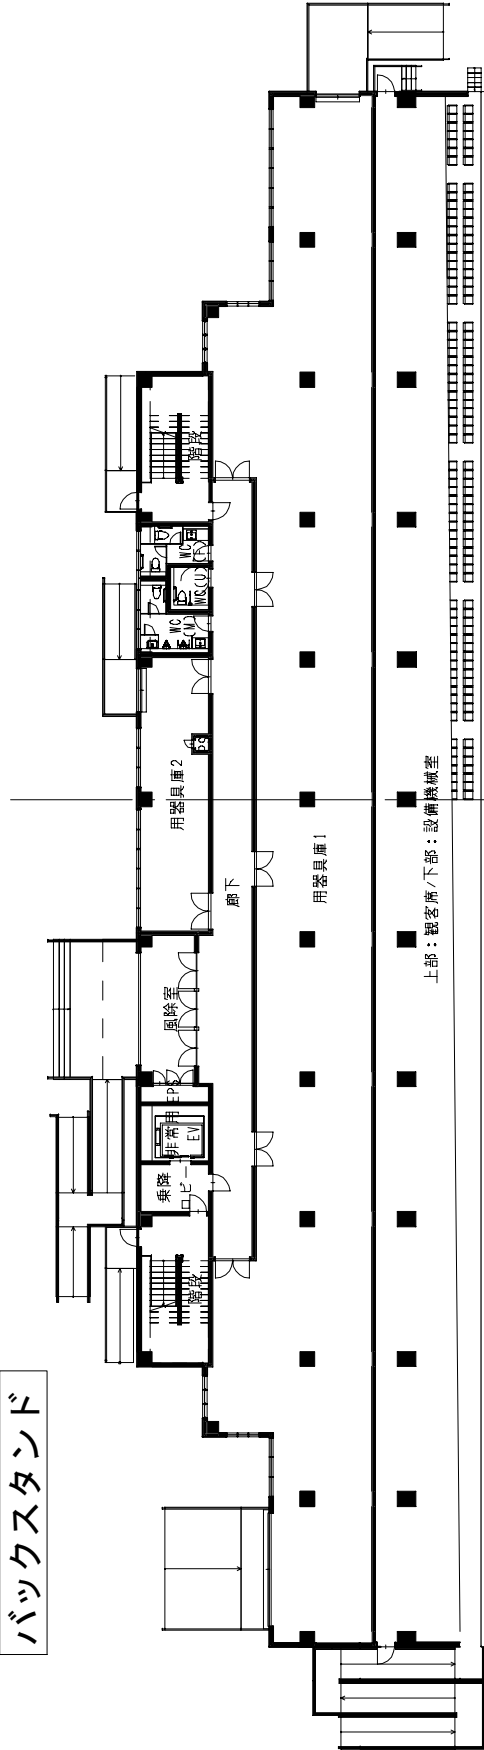 バックスタンド
階段
WC
(F)
WC(U)
WC
(M)
用器具庫2
DS
廊下
用器具庫1
上部：観客席/下部：設備機械室
風除室
EPS
非常用
EV
乗降
ロビー
階段